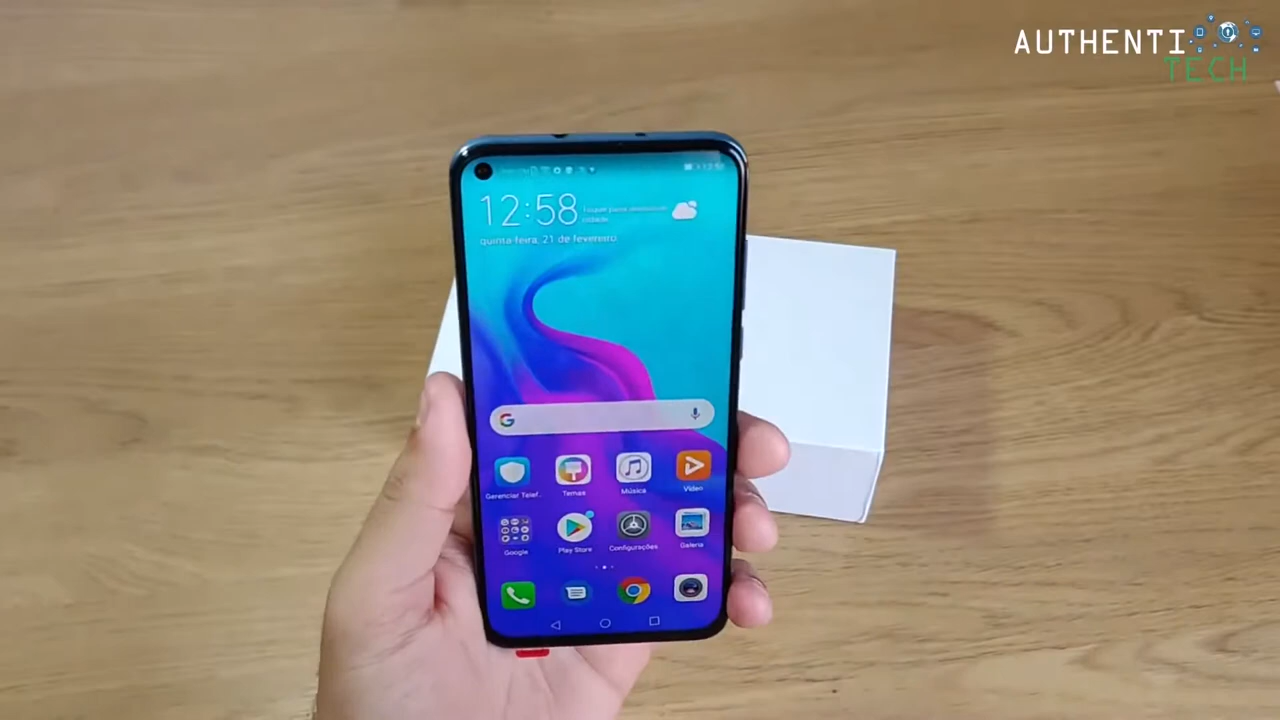 AUTHENTI
TECH
12:58
quinta-feira, 21 de fevereiro
G
Gerenciar Telef..
Temas
Música
Vídeo
Google
Play Store
Configurações
Galeria